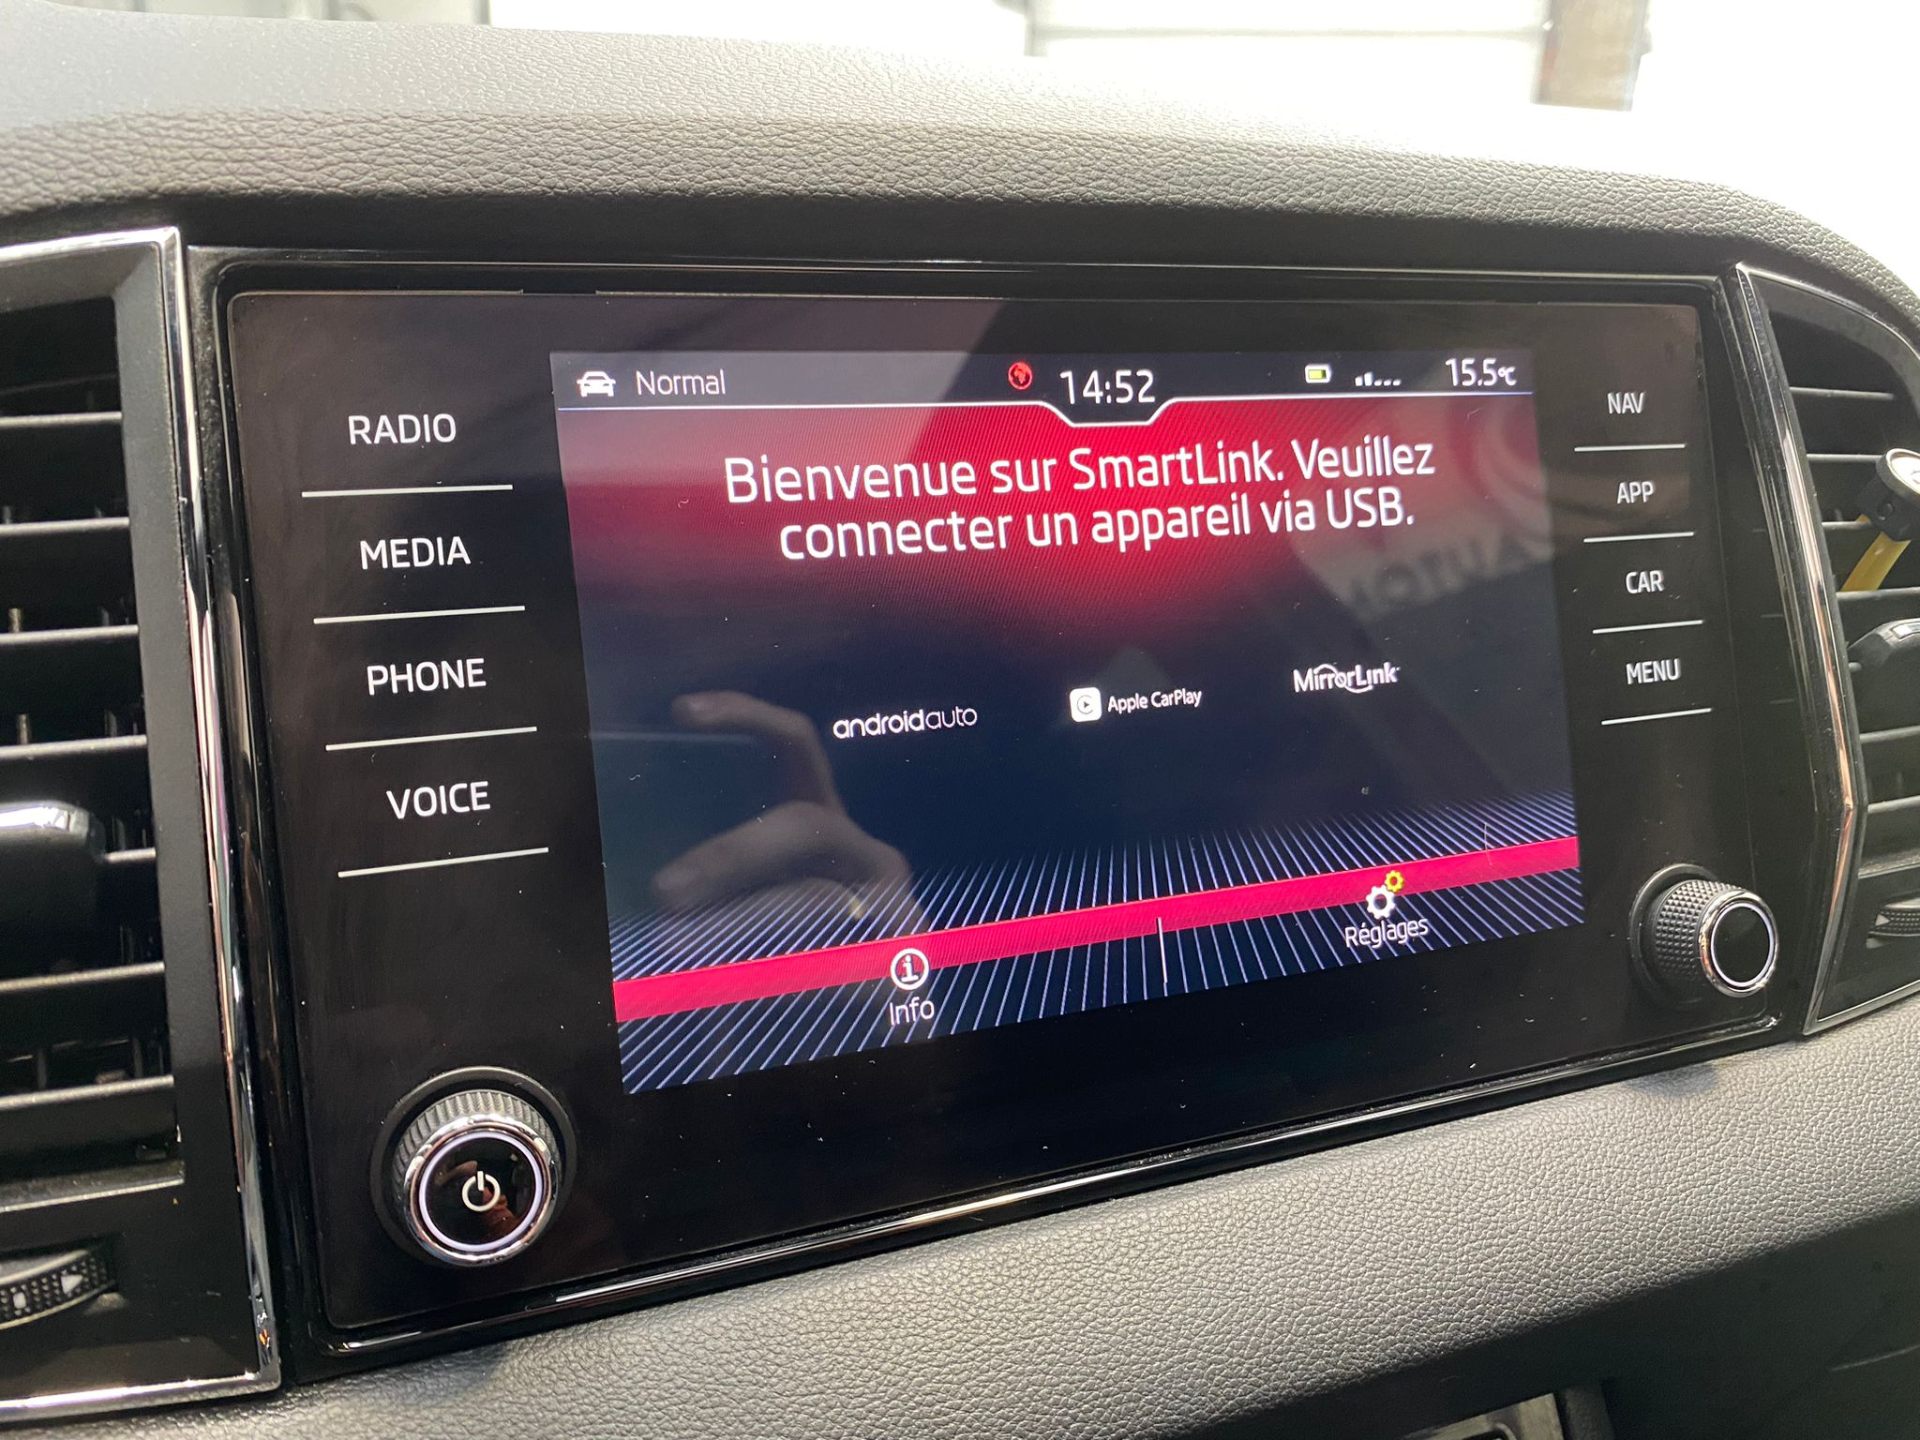 Normal
14:52
15.5°C
RADIO
MEDIA
PHONE
VOICE
Bienvenue sur SmartLink. Veuillez
connecter un appareil via USB.
androidauto
Apple CarPlay
MirrorLink
Info
Réglages
NAV
APP
CAR
MENU